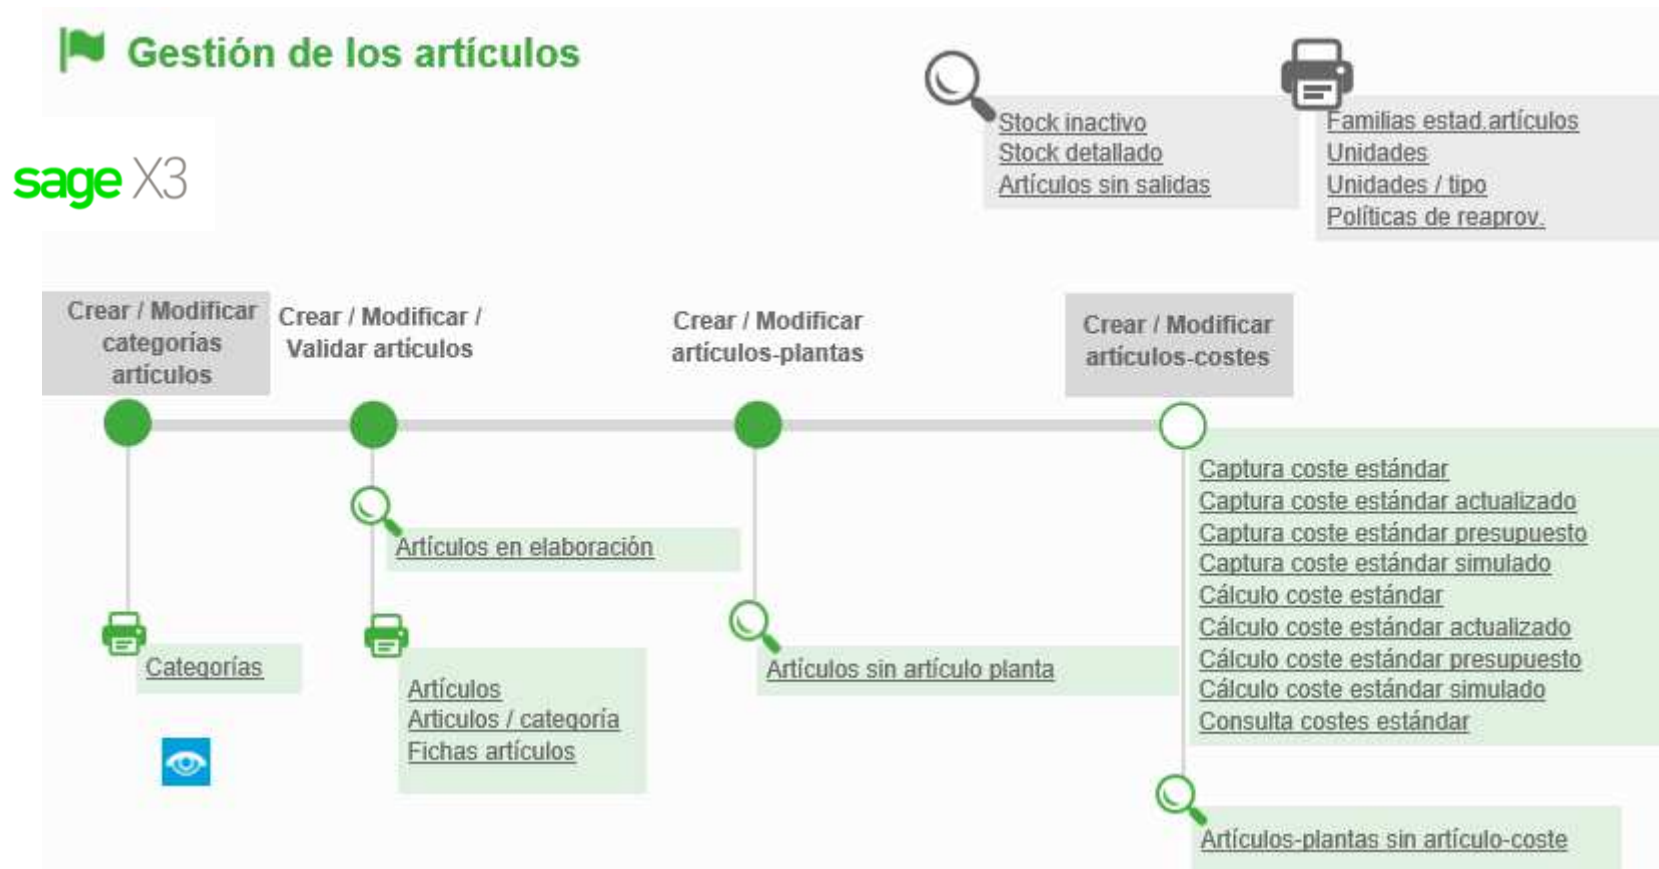 Gestión de los artículos
sage X3
Stock inactivo
Stock detallado
Artículos sin salidas
Familias estad.artículos
Unidades
Unidades / tipo
Políticas de reaprov.
Crear / Modificar
categorías
artículos
Crear / Modificar /
Validar artículos
Crear / Modificar
artículos-plantas
Crear / Modificar
artículos-costes
Categorías
Artículos en elaboración
Artículos
Articulos / categoría
Fichas artículos
Artículos sin artículo planta
Captura coste estándar
Captura coste estándar actualizado
Captura coste estándar presupuesto
Captura coste estándar simulado
Cálculo coste estándar
Cálculo coste estándar actualizado
Cálculo coste estándar presupuesto
Cálculo coste estándar simulado
Consulta costes estándar
Artículos-plantas sin artículo-coste